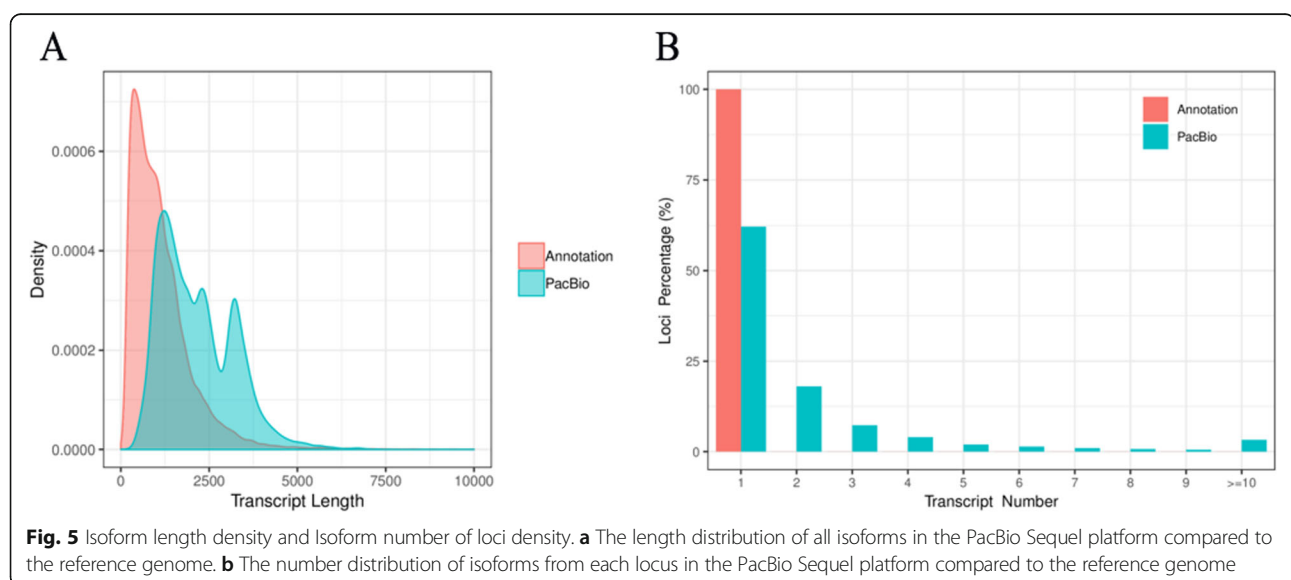 A
B
0.0006
0.0004
0.0002
0.0000
Density
0
2500
5000
7500
10000
Transcript Length
Annotation
PacBio
100
75
50
25
0
Loci Percentage (%)
Annotation
PacBio
1
2
3
4
5
6
7
8
9
>=10
Transcript Number
Fig. 5 Isoform length density and Isoform number of loci density. a The length distribution of all isoforms in the PacBio Sequel platform compared to
the reference genome. b The number distribution of isoforms from each locus in the PacBio Sequel platform compared to the reference genome